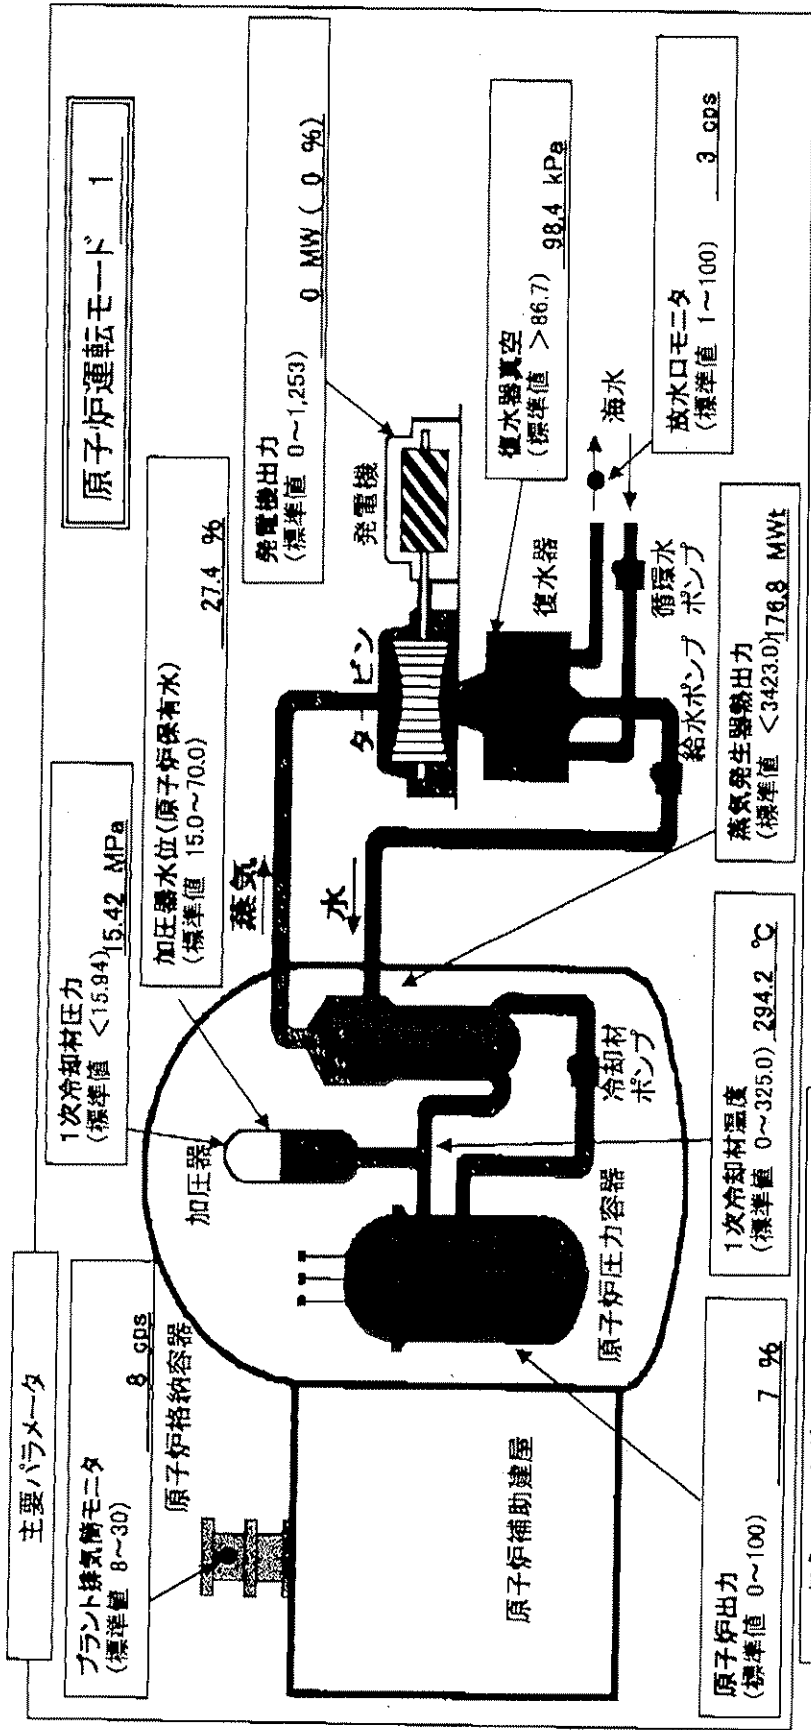 主要パラメータ
原子炉運転モード 1
プラント排気筒モニタ
(標準値 8~30)
8 cps
1次冷却材圧力
(標準値 <15.94) 15.42 MPa
加圧器水位(原子炉保有水)
(標準値 15.0~70.0)
27.4 %
発電機出力
(標準値 0~1,253)
0 MW ( 0 %)
原子炉格納容器
加圧器
蒸気
水
タービン
発電機
復水器真空
(標準値 >86.7) 98.4 kPa
復水器
海水
循環水
ポンプ
給水ポンプ
冷却材
ポンプ
原子炉圧力容器
原子炉補助建屋
放水口モニタ
(標準値 1~100)
3 cps
原子炉出力
(標準値 0~100)
7 %
1次冷却材温度
(標準値 0~325.0) 294.2 ℃
蒸気発生器熱出力
(標準値 <3423.0) 176.8 MWt